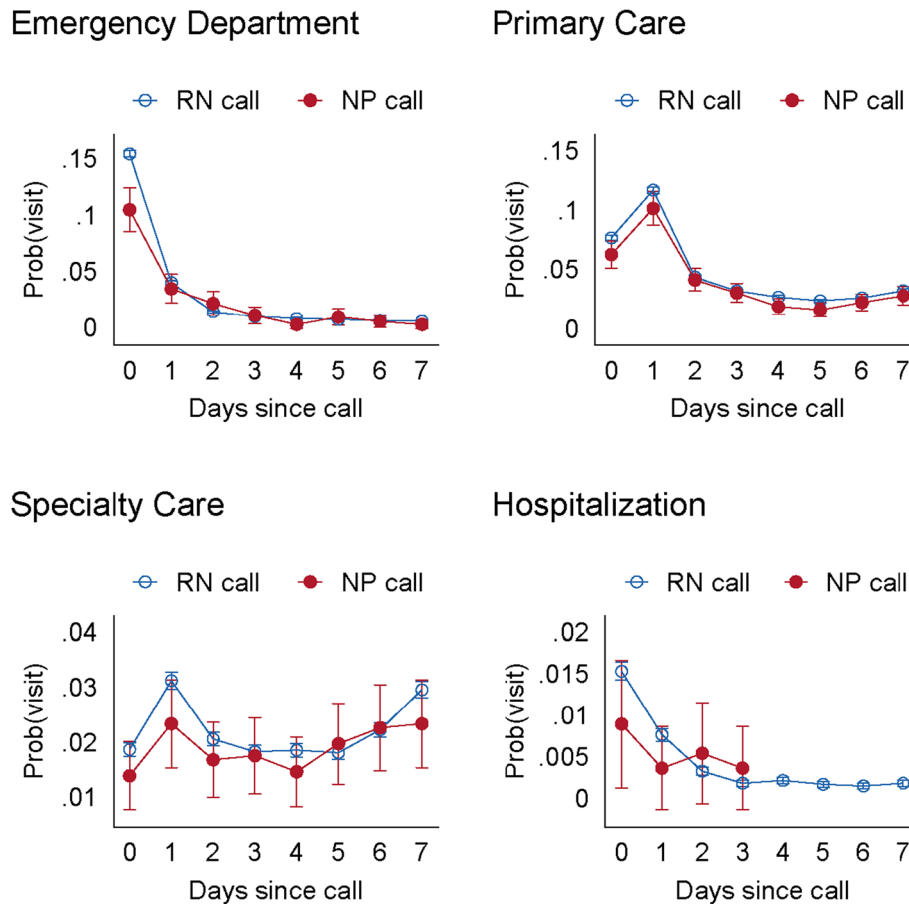 Emergency Department
RN call NP call
.15
.1
.05
0
Prob(visit)
0 1 2 3 4 5 6 7
Days since call
Primary Care
RN call NP call
.15
.1
.05
0
Prob(visit)
0 1 2 3 4 5 6 7
Days since call
Specialty Care
RN call NP call
.04
.03
.02
.01
Prob(visit)
0 1 2 3 4 5 6 7
Days since call
Hospitalization
RN call NP call
.02
.015
.01
.005
0
Prob(visit)
0 1 2 3 4 5 6 7
Days since call